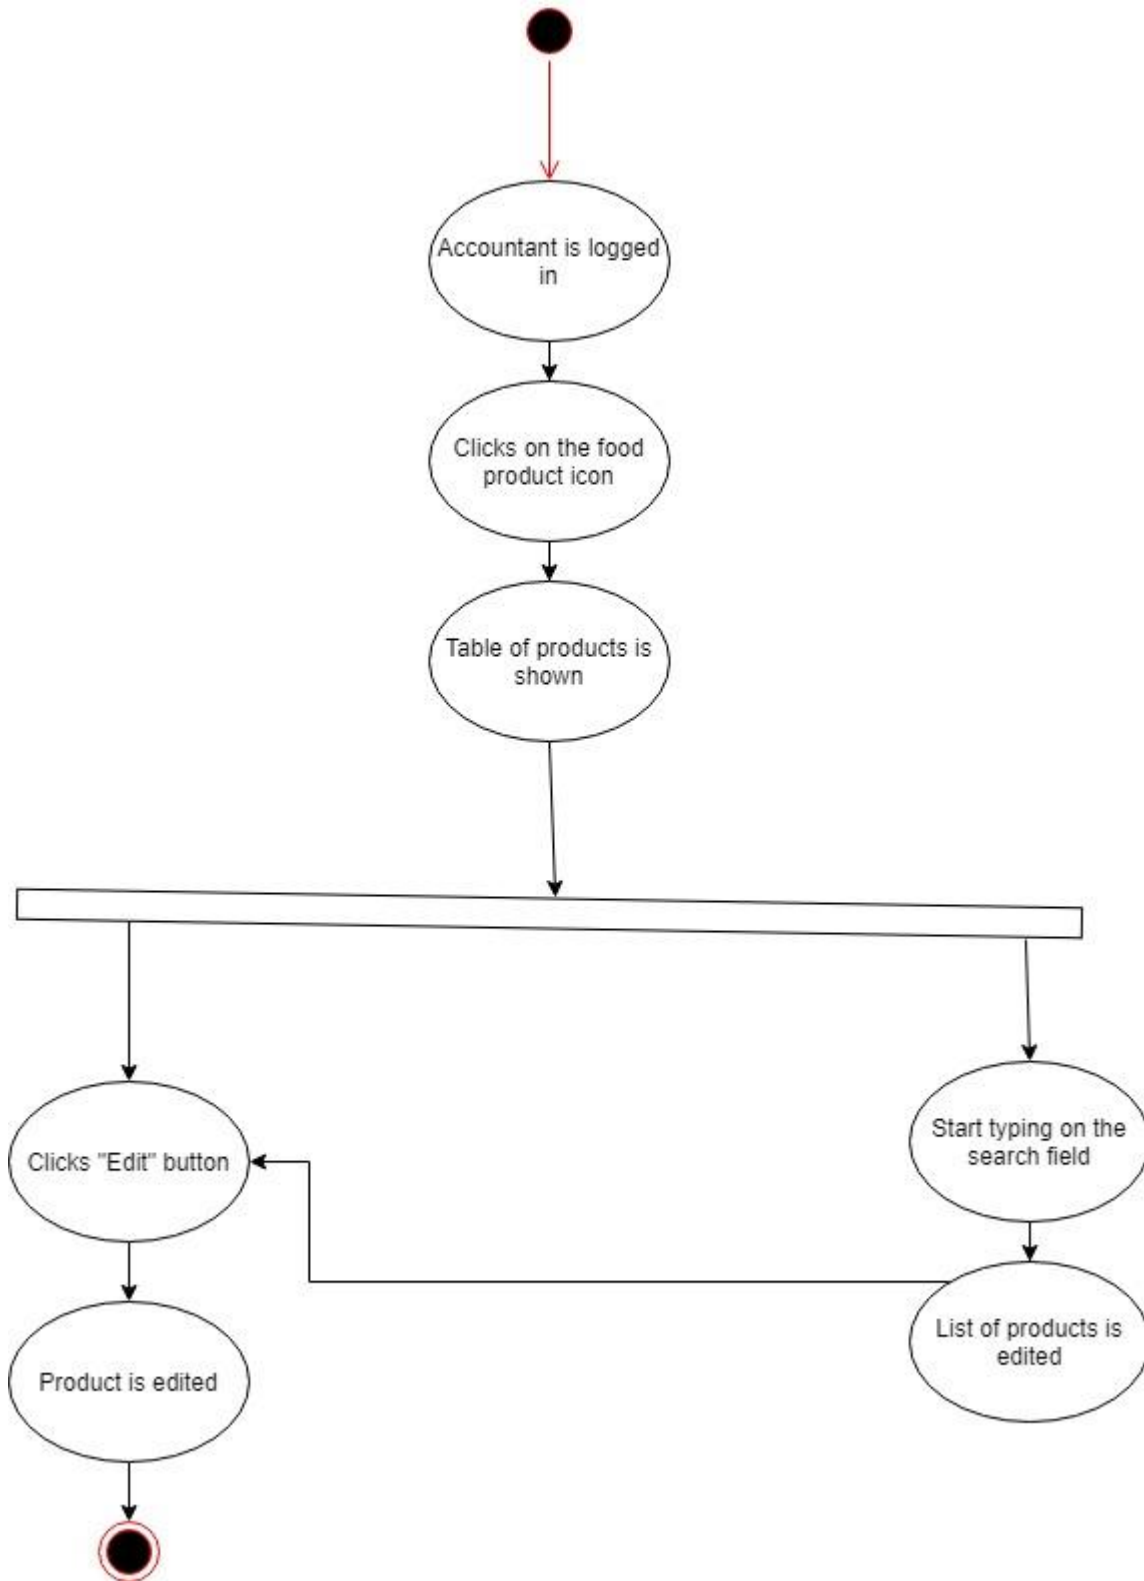 Accountant is logged
in
Clicks on the food
product icon
Table of products is
shown
Clicks "Edit" button
Start typing on the
search field
Product is edited
List of products is
edited